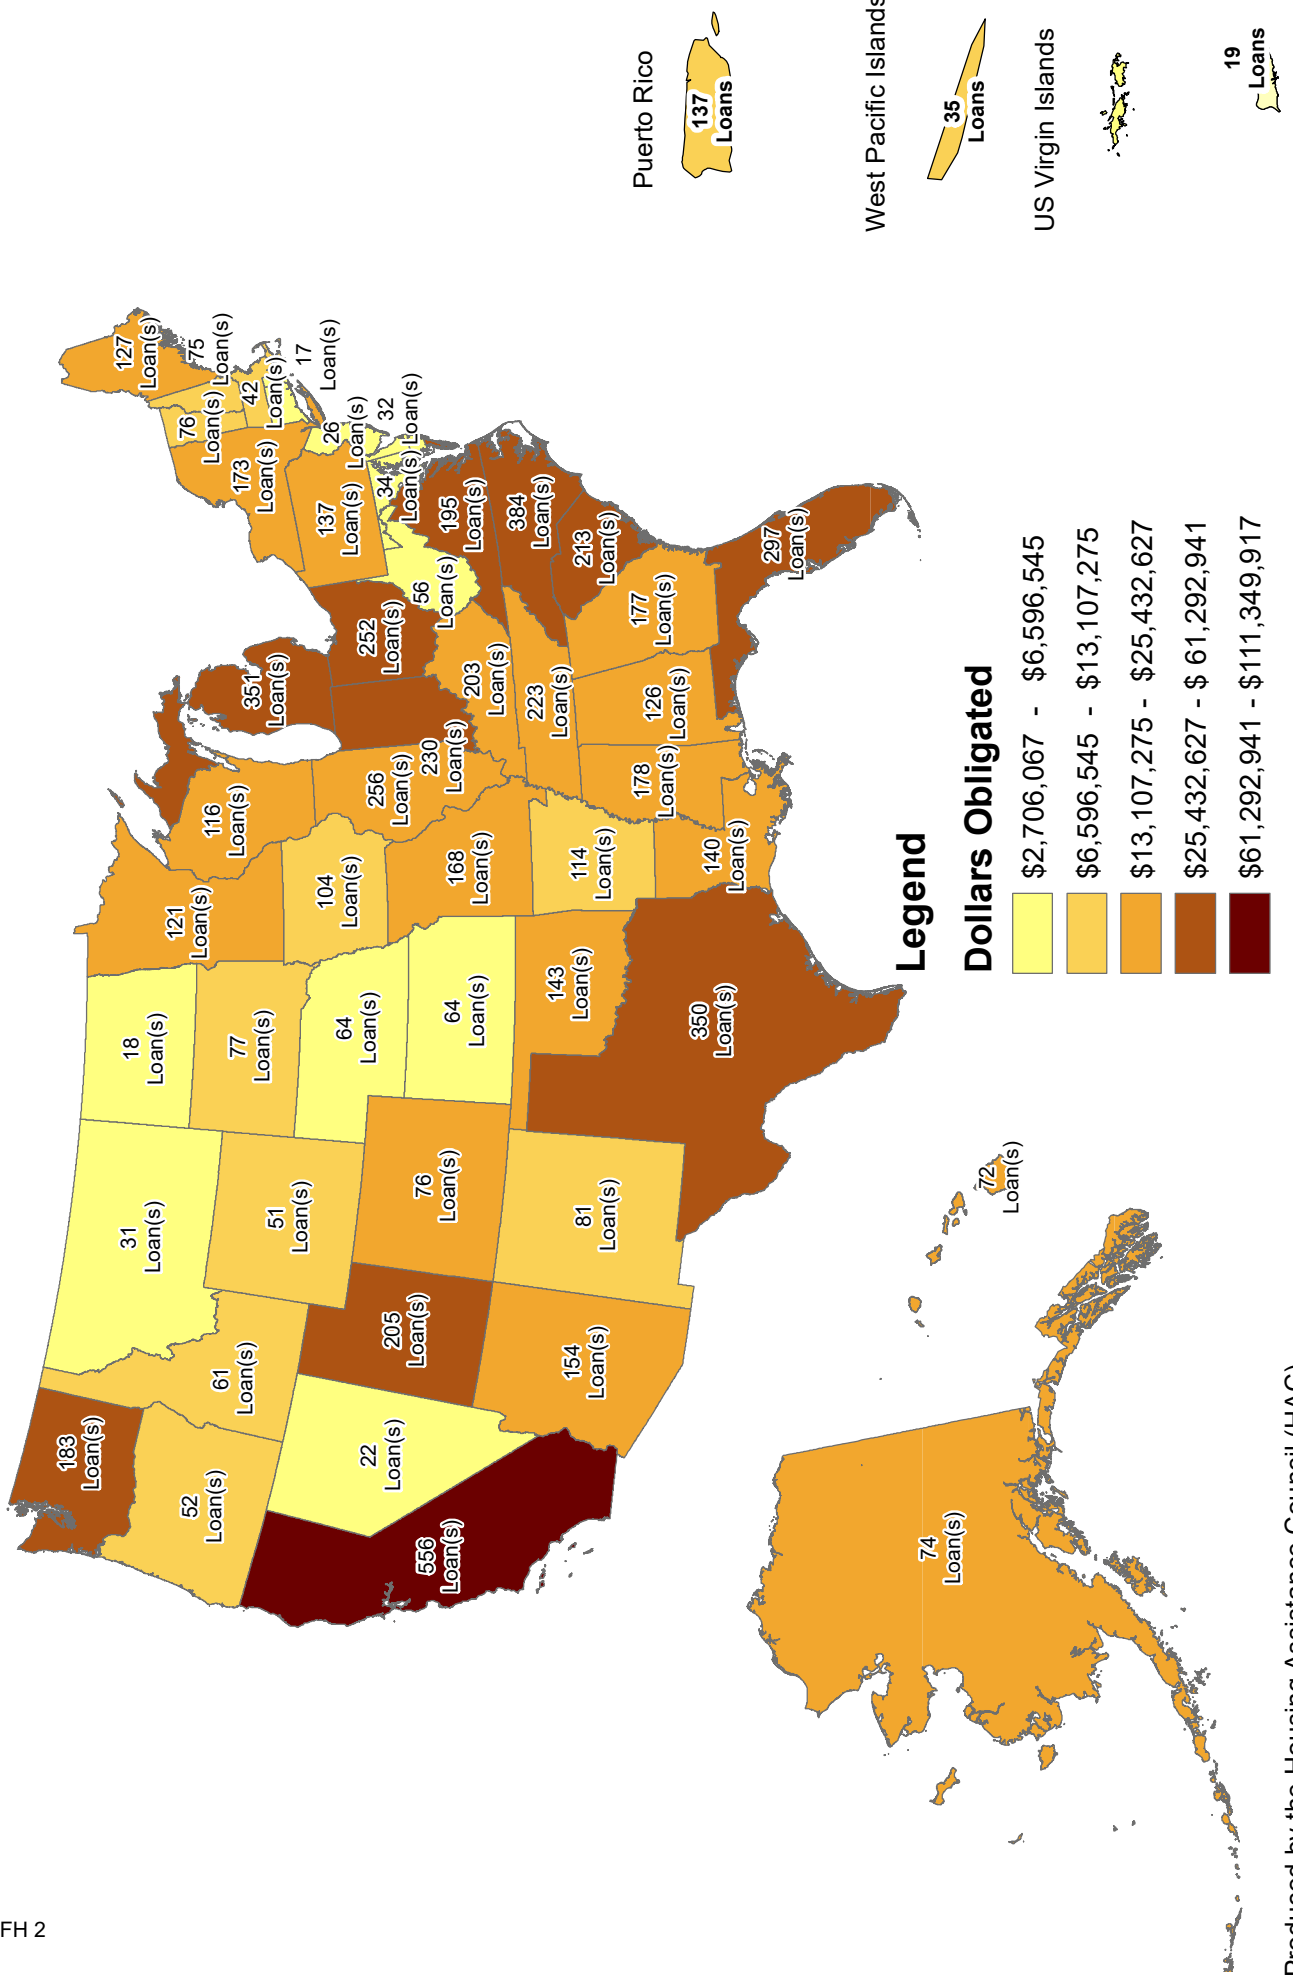 FH 2
183
Loan(s)
52
Loan(s)
556
Loan(s)
22
Loan(s)
61
Loan(s)
31
Loan(s)
51
Loan(s)
205
Loan(s)
154
Loan(s)
76
Loan(s)
81
Loan(s)
18
Loan(s)
77
Loan(s)
64
Loan(s)
64
Loan(s)
143
Loan(s)
350
Loan(s)
121
Loan(s)
104
Loan(s)
168
Loan(s)
114
Loan(s)
140
Loan(s)
116
Loan(s)
256
Loan(s)
230
Loan(s)
351
Loan(s)
252
Loan(s)
203
Loan(s)
223
Loan(s)
178
Loan(s)
126
Loan(s)
177
Loan(s)
297
Loan(s)
213
Loan(s)
384
Loan(s)
195
Loan(s)
56
Loan(s)
137
Loan(s)
34
Loan(s)
32
Loan(s)
26
Loan(s)
173
Loan(s)
76
Loan(s)
42
Loan(s)
17
Loan(s)
75
Loan(s)
127
Loan(s)
74
Loan(s)
72
Loan(s)
Legend
Dollars Obligated
$2,706,067 - $6,596,545
$6,596,545 - $13,107,275
$13,107,275 - $25,432,627
$25,432,627 - $ 61,292,941
$61,292,941 - $111,349,917
Puerto Rico
137
Loans
West Pacific Islands
35
Loans
US Virgin Islands
19
Loans
Produced by the Housing Assistance Council (HAC)